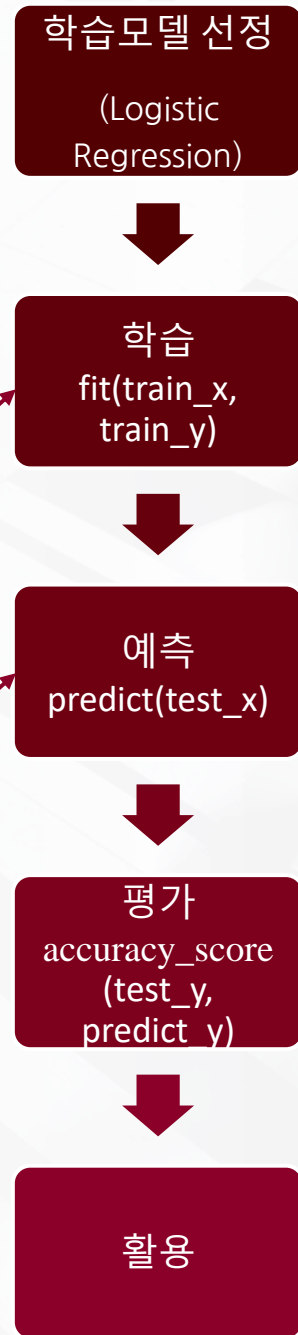 학습모델 선정
(Logistic
Regression)
학습
fit(train_x,
train_y)
예측
predict(test_x)
평가
accuracy_score
(test_y,
predict_y)
활용